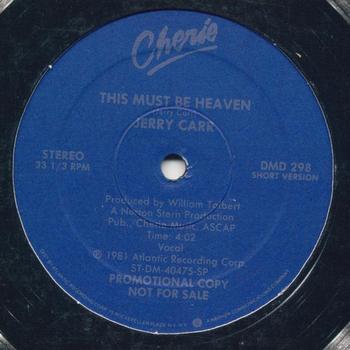 Cherie
THIS MUST BE HEAVEN
(Jerry Carr)
JERRY CARR
STEREO
33 1/3 RPM
DMD 298
SHORT VERSION
Produced by William Tolbert
A Norton Stern Production
Pub., Cherie Music, ASCAP
Time: 4:02
Vocal
Ⓟ 1981 Atlantic Recording Corp.
ST-DM-40475-SP
PROMOTIONAL COPY
NOT FOR SALE